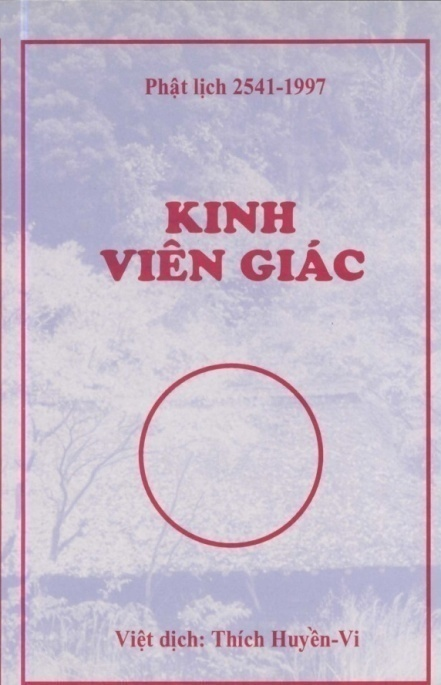 Phật lịch 2541-1997
KINH
VIÊN GIÁC
Việt dịch: Thích Huyền-Vi